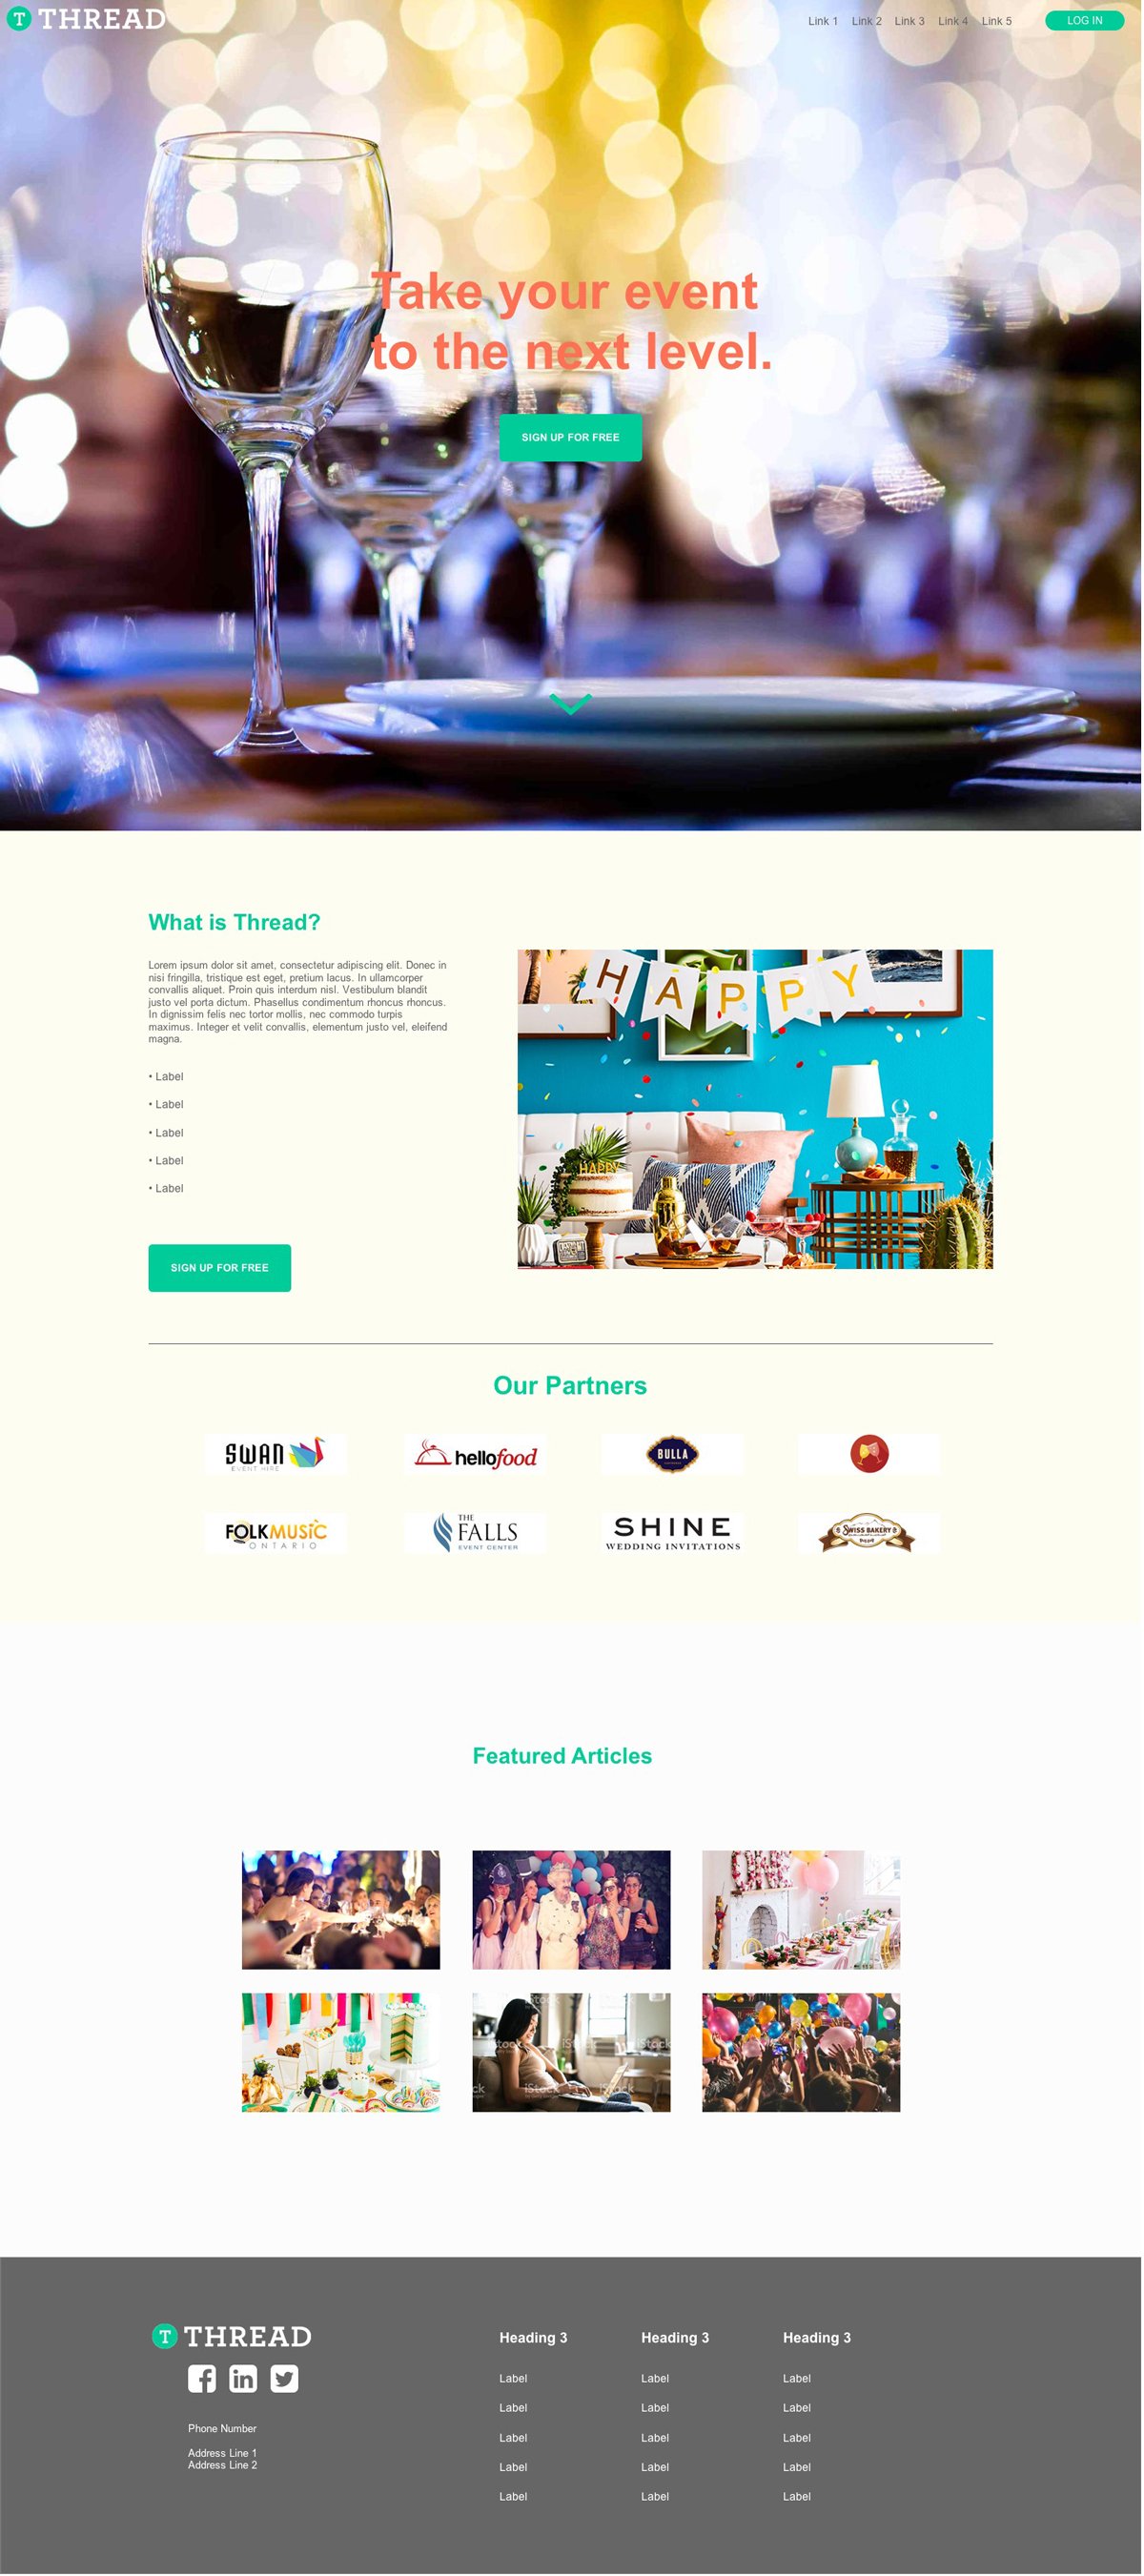 T THREAD
Link 1 Link 2 Link 3 Link 4 Link 5 LOG IN
Take your event
to the next level.
SIGN UP FOR FREE
What is Thread?
Lorem ipsum dolor sit amet, consectetur adipiscing elit. Donec in
nisi fringilla, tristique est eget, pretium lacus. In ullamcorper
convallis aliquet. Proin quis interdum nisl. Vestibulum blandit
justo vel porta dictum. Phasellus condimentum rhoncus rhoncus.
In dignissim felis nec tortor mollis, nec commodo turpis
maximus. Integer et velit convallis, elementum justo vel, eleifend
magna.
• Label
• Label
• Label
• Label
• Label
SIGN UP FOR FREE
HAPPY
HAPPY
Our Partners
SWAN
EVENT HIRE
hellofood
BULLA
FOLKMUSIC
ONTARIO
THE
FALLS
EVENT CENTER
SHINE
WEDDING INVITATIONS
SWISS BAKERY
Featured Articles
iStock
iStock
iStock
iStock
T THREAD
f in
Phone Number
Address Line 1
Address Line 2
Heading 3
Label
Label
Label
Label
Label
Heading 3
Label
Label
Label
Label
Label
Heading 3
Label
Label
Label
Label
Label